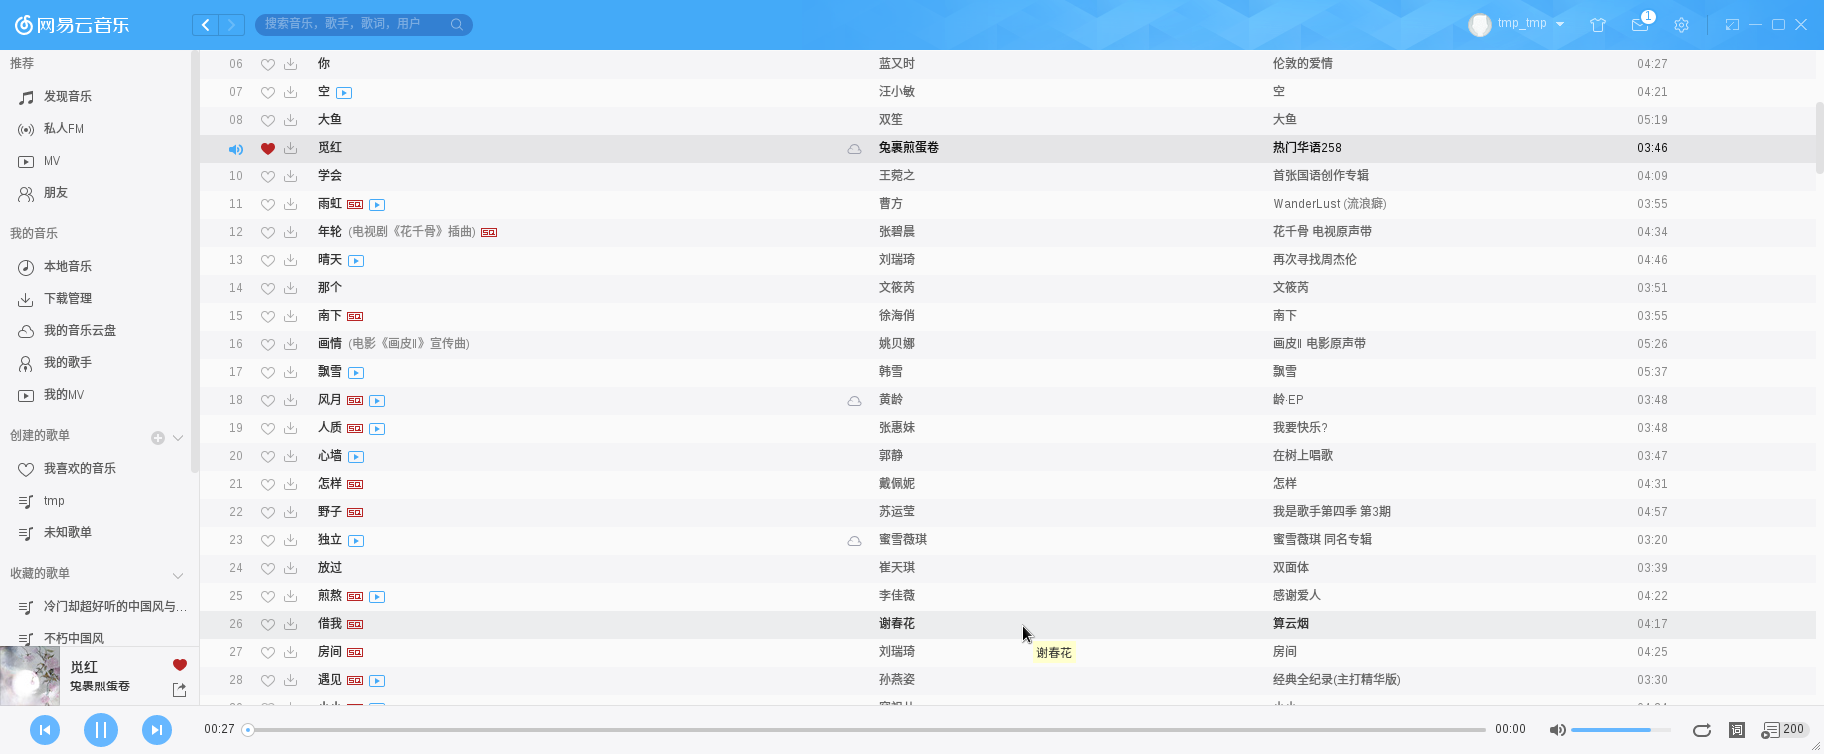 网易云音乐
搜索音乐，歌手，歌词，用户
tmp_tmp
1
推荐
发现音乐
私人FM
MV
朋友
我的音乐
本地音乐
下载管理
我的音乐云盘
我的歌手
我的MV
创建的歌单
我喜欢的音乐
tmp
未知歌单
收藏的歌单
冷门却超好听的中国风与...
不朽中国风
06 你 蓝又时 伦敦的爱情 04:27
07 空 汪小敏 空 04:21
08 大鱼 双笙 大鱼 05:19
觅红 兔裹煎蛋卷 热门华语258 03:46
10 学会 王菀之 首张国语创作专辑 04:09
11 雨虹 SQ 曹方 WanderLust (流浪癖) 03:55
12 年轮 (电视剧《花千骨》插曲) SQ 张碧晨 花千骨 电视原声带 04:34
13 晴天 刘瑞琦 再次寻找周杰伦 04:46
14 那个 文筱芮 文筱芮 03:51
15 南下 SQ 徐海俏 南下 03:55
16 画情 (电影《画皮Ⅱ》宣传曲) 姚贝娜 画皮Ⅱ 电影原声带 05:26
17 飘雪 韩雪 飘雪 05:37
18 风月 SQ 黄龄 龄·EP 03:48
19 人质 SQ 张惠妹 我要快乐? 03:48
20 心墙 郭静 在树上唱歌 03:47
21 怎样 SQ 戴佩妮 怎样 04:31
22 野子 SQ 苏运莹 我是歌手第四季 第3期 04:57
23 独立 蜜雪薇琪 蜜雪薇琪 同名专辑 03:20
24 放过 崔天琪 双面体 03:39
25 煎熬 SQ 李佳薇 感谢爱人 04:22
26 借我 SQ 谢春花 算云烟 04:17
27 房间 SQ 刘瑞琦 房间 04:25
谢春花
28 遇见 SQ 孙燕姿 经典全纪录(主打精华版) 03:30
觅红
兔裹煎蛋卷
00:27
00:00
词
200